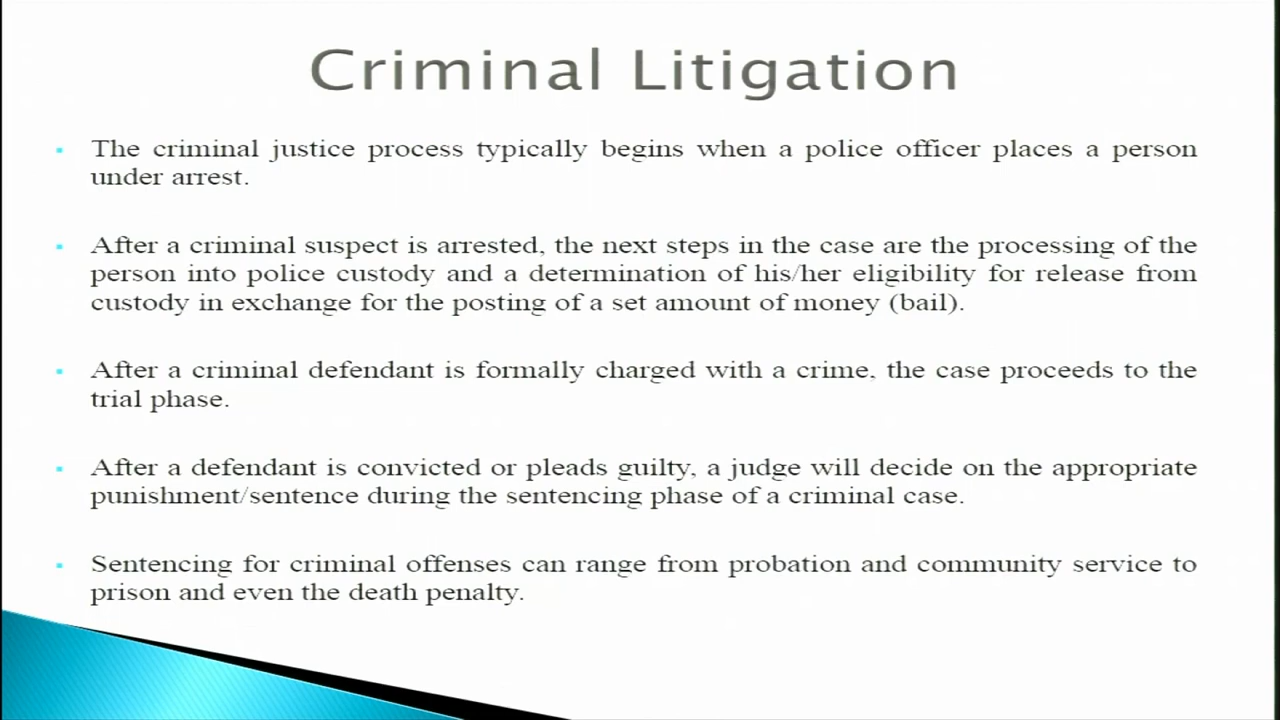 Criminal Litigation
▪ The criminal justice process typically begins when a police officer places a person
under arrest.
▪ After a criminal suspect is arrested, the next steps in the case are the processing of the
person into police custody and a determination of his/her eligibility for release from
custody in exchange for the posting of a set amount of money (bail).
▪ After a criminal defendant is formally charged with a crime, the case proceeds to the
trial phase.
▪ After a defendant is convicted or pleads guilty, a judge will decide on the appropriate
punishment/sentence during the sentencing phase of a criminal case.
▪ Sentencing for criminal offenses can range from probation and community service to
prison and even the death penalty.